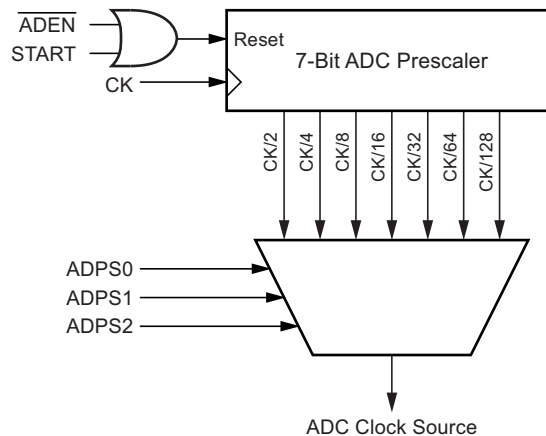 ADEN
START
Reset
7-Bit ADC Prescaler
CK
CK/2
CK/4
CK/8
CK/16
CK/32
CK/64
CK/128
ADPS0
ADPS1
ADPS2
ADC Clock Source